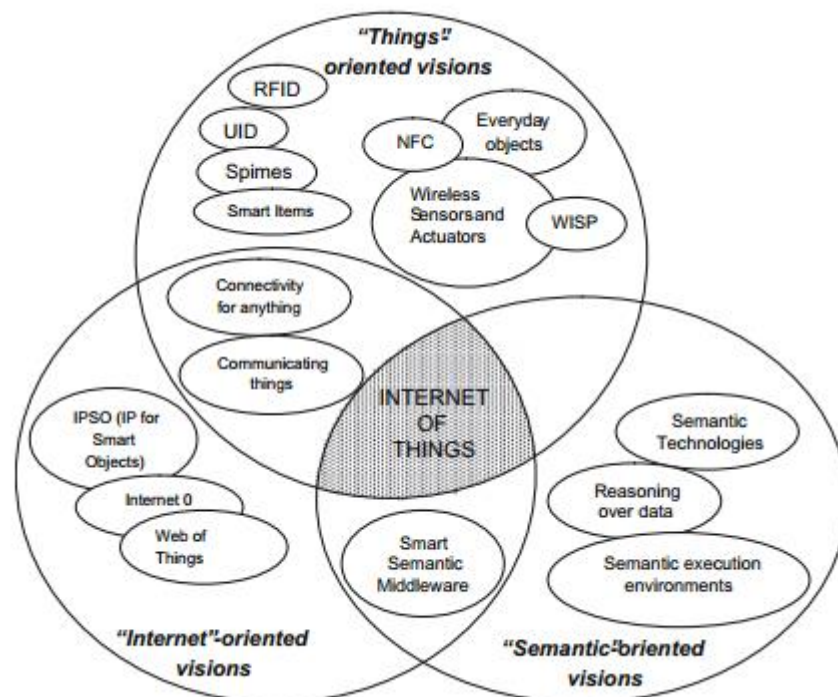 “Things”-
oriented visions
RFID
UID
Spimes
Smart Items
NFC
Everyday
objects
Wireless
Sensors and
Actuators
WISP
Connectivity
for anything
Communicating
things
INTERNET
OF
THINGS
IPSO (IP for
Smart
Objects)
Internet 0
Web of
Things
Semantic
Technologies
Reasoning
over data
Semantic execution
environments
Smart
Semantic
Middleware
“Internet”-oriented
visions
“Semantic”-oriented
visions